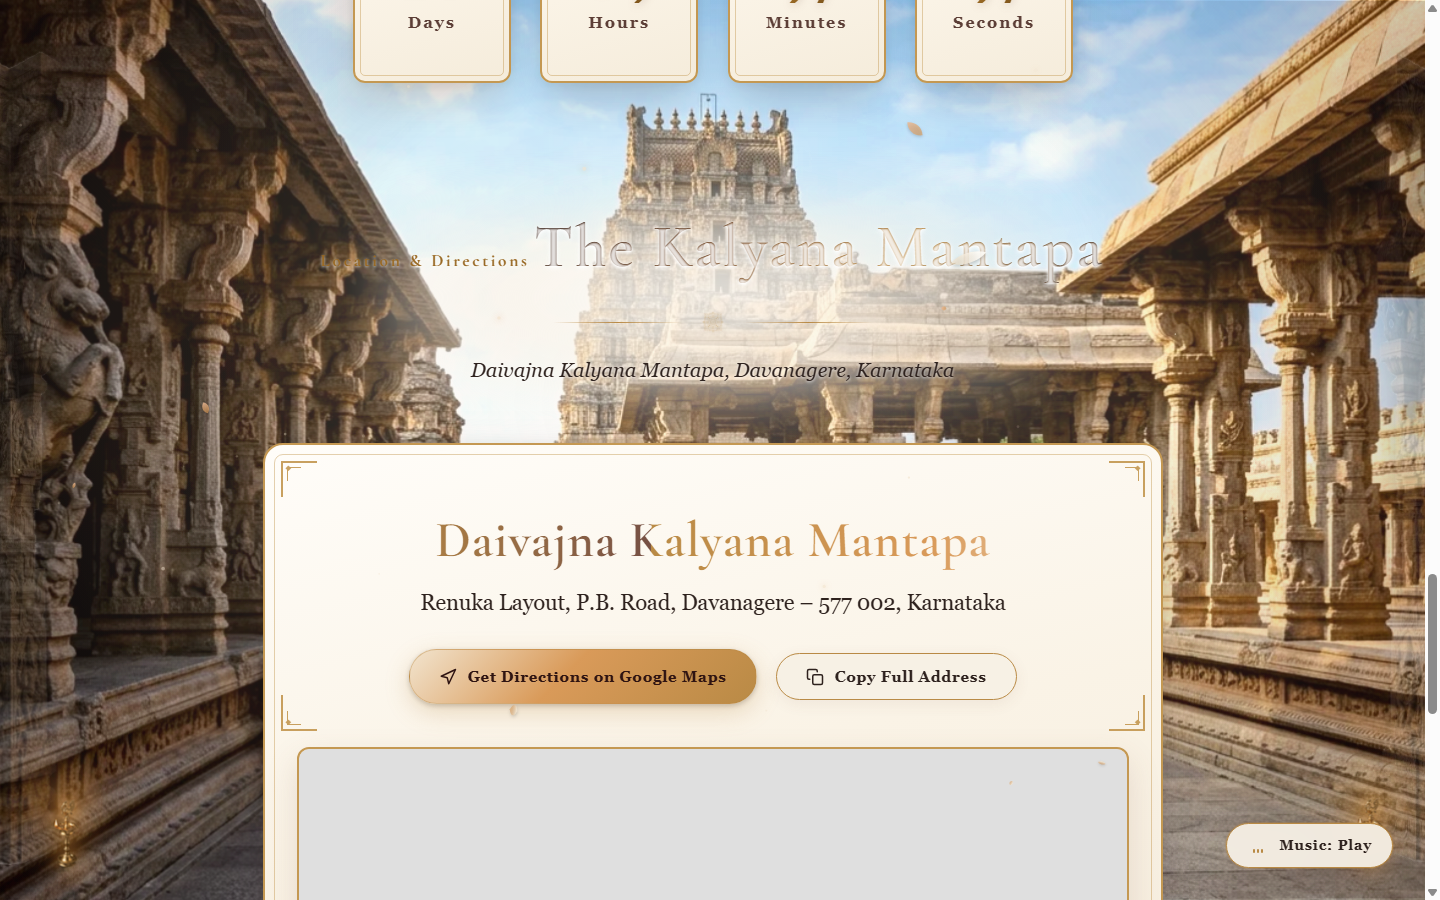 Days
Hours
Minutes
Seconds
Location & Directions The Kalyana Mantapa
Daivajna Kalyana Mantapa, Davanagere, Karnataka
Daivajna Kalyana Mantapa
Renuka Layout, P.B. Road, Davanagere – 577 002, Karnataka
Get Directions on Google Maps
Copy Full Address
Music: Play